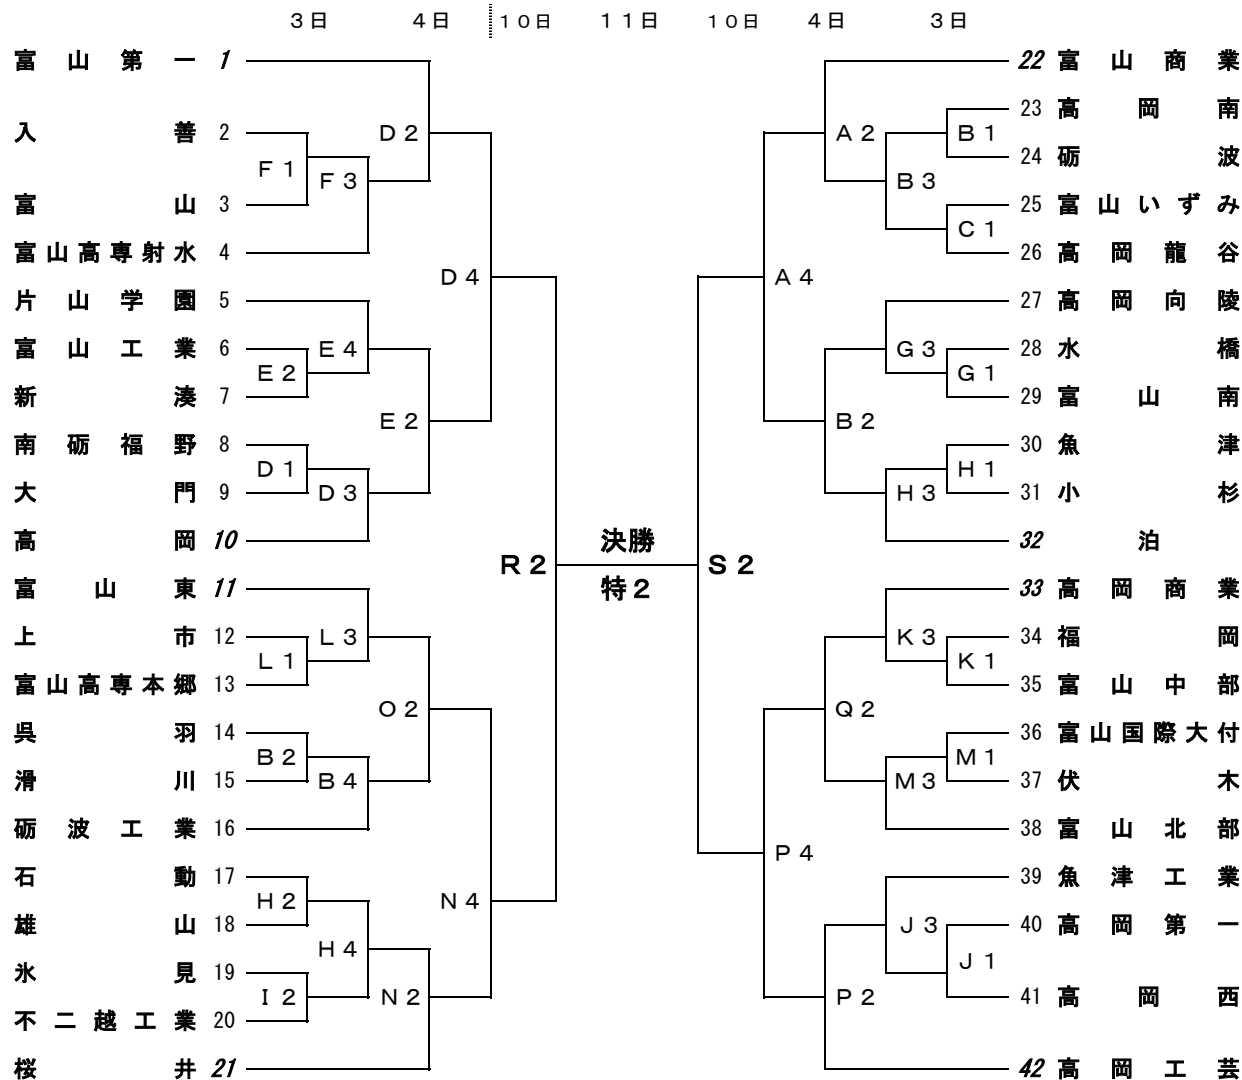 ３日 ４日 １０日 １１日 １０日 ４日 ３日
富山第一 1 22 富山商業
23 高岡南
入善 2 D２ A２ B１
F１ 24 砺波
F３ B３
富山 3 25 富山いずみ
C１
富山高専射水 4 26 高岡龍谷
D４ A４
片山学園 5 27 高岡向陵
富山工業 6 E４ G３ 28 水橋
E２ G１
新湊 7 29 富山南
E２ B２
南砺福野 8 30 魚津
D１ H１
大門 9 D３ H３ 31 小杉
高岡 10 決勝 32 泊
R２ S２
富山東 11 特２ 33 高岡商業
上市 12 L３ K３ 34 福岡
L１ K１
富山高専本郷 13 35 富山中部
O２ Q２
呉羽 14 36 富山国際大付
B２ M１
滑川 15 B４ M３ 37 伏木
砺波工業 16 38 富山北部
P４
石動 17 39 魚津工業
H２ N４
雄山 18 J３ 40 高岡第一
H４ J１
氷見 19
I２ N２ P２ 41 高岡西
不二越工業 20
桜井 21 42 高岡工芸